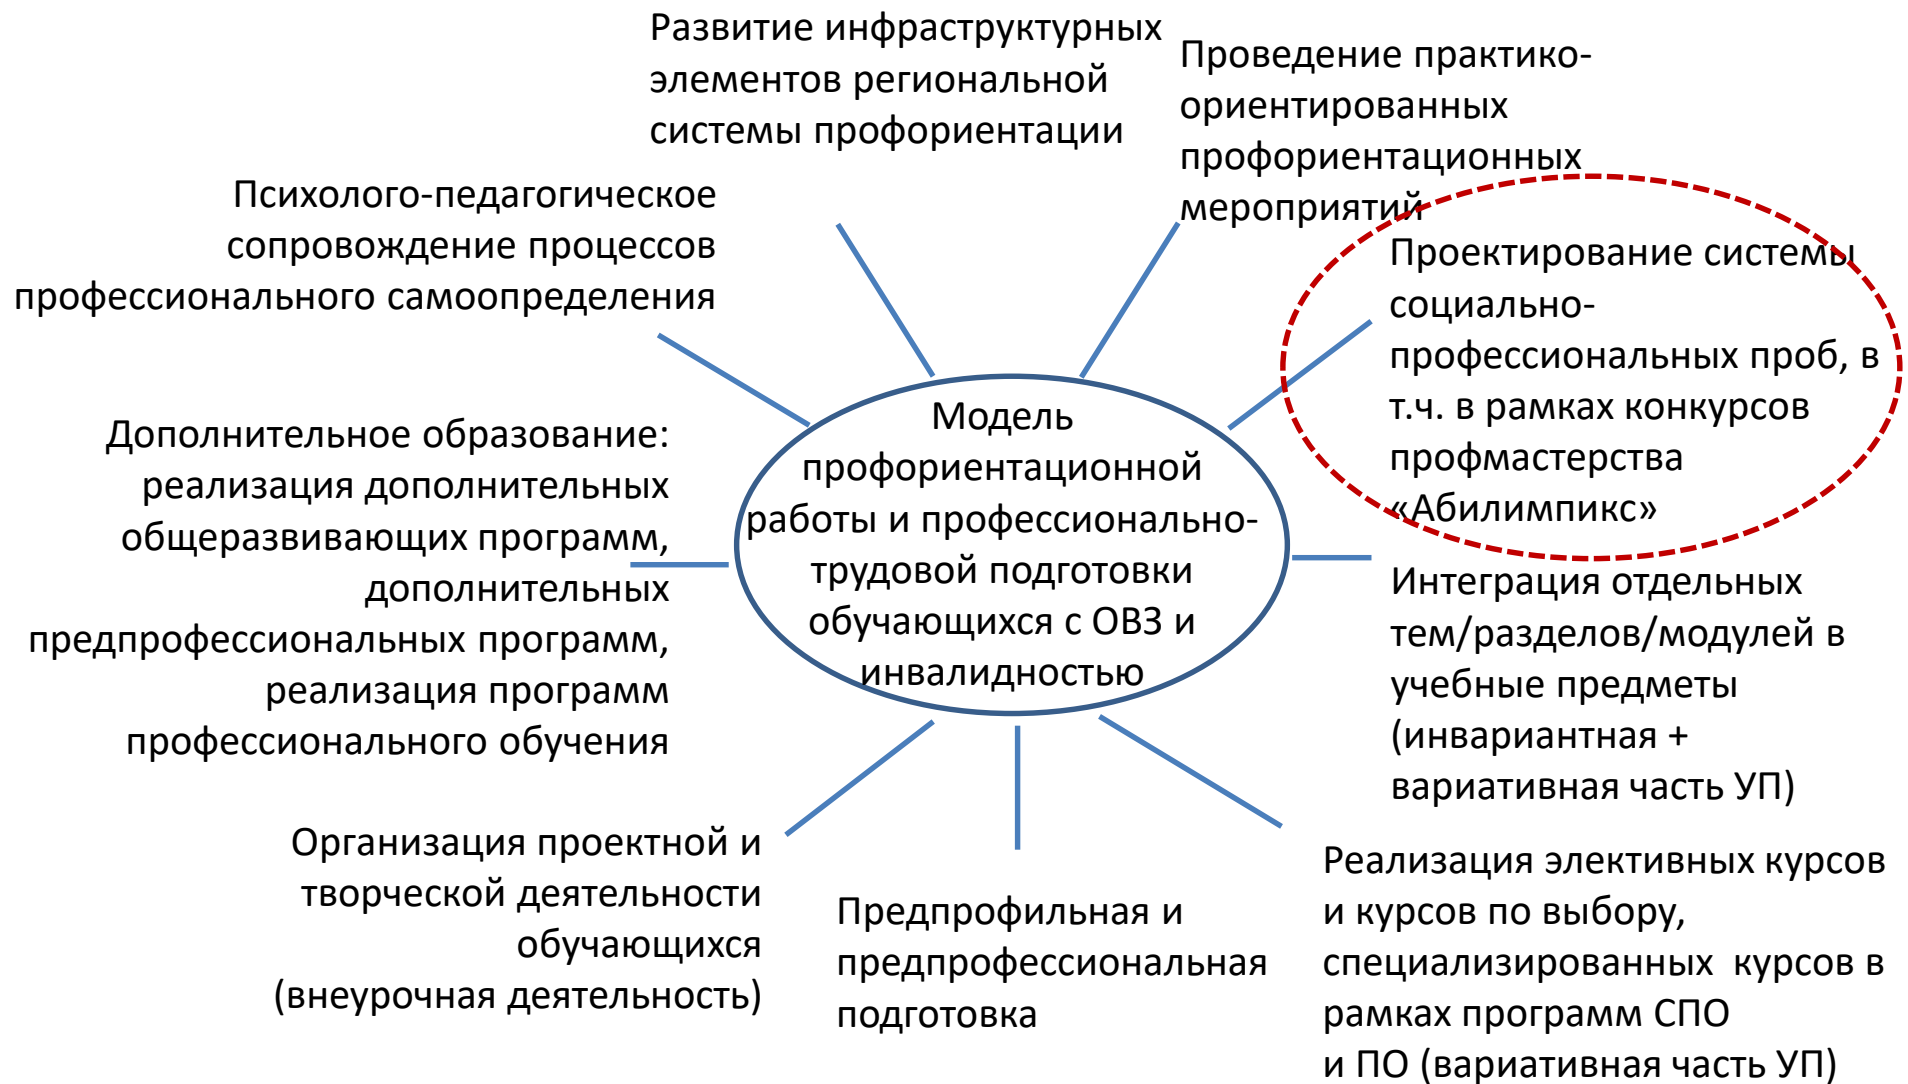 Развитие инфраструктурных
элементов региональной
системы профориентации
Проведение практико-
ориентированных
профориентационных
мероприятий
Психолого-педагогическое
сопровождение процессов
профессионального самоопределения
Проектирование системы
социально-
профессиональных проб, в
т.ч. в рамках конкурсов
профмастерства
«Абилимпикс»
Дополнительное образование:
реализация дополнительных
общеразвивающих программ,
дополнительных
предпрофессиональных программ,
реализация программ
профессионального обучения
Модель
профориентационной
работы и профессионально-
трудовой подготовки
обучающихся с ОВЗ и
инвалидностью
Интеграция отдельных
тем/разделов/модулей в
учебные предметы
(инвариантная +
вариативная часть УП)
Организация проектной и
творческой деятельности
обучающихся
(внеурочная деятельность)
Предпрофильная и
предпрофессиональная
подготовка
Реализация элективных курсов
и курсов по выбору,
специализированных курсов в
рамках программ СПО
и ПО (вариативная часть УП)